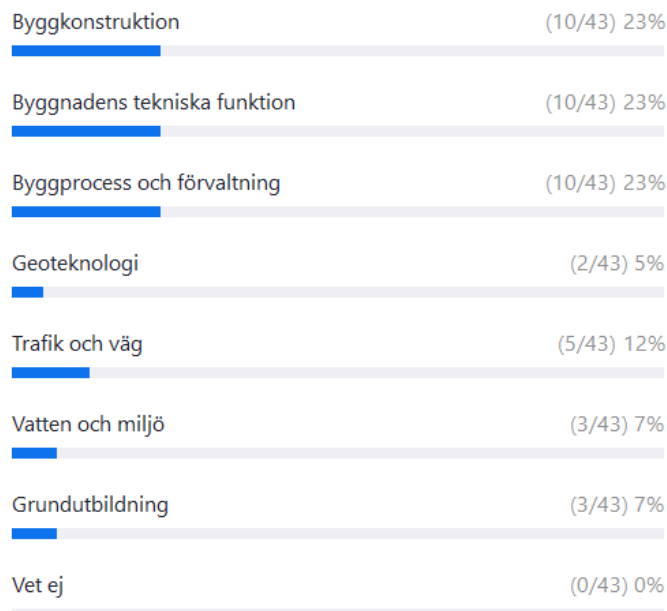 Byggkonstruktion (10/43) 23%
Byggnadens tekniska funktion (10/43) 23%
Byggprocess och förvaltning (10/43) 23%
Geoteknologi (2/43) 5%
Trafik och väg (5/43) 12%
Vatten och miljö (3/43) 7%
Grundutbildning (3/43) 7%
Vet ej (0/43) 0%